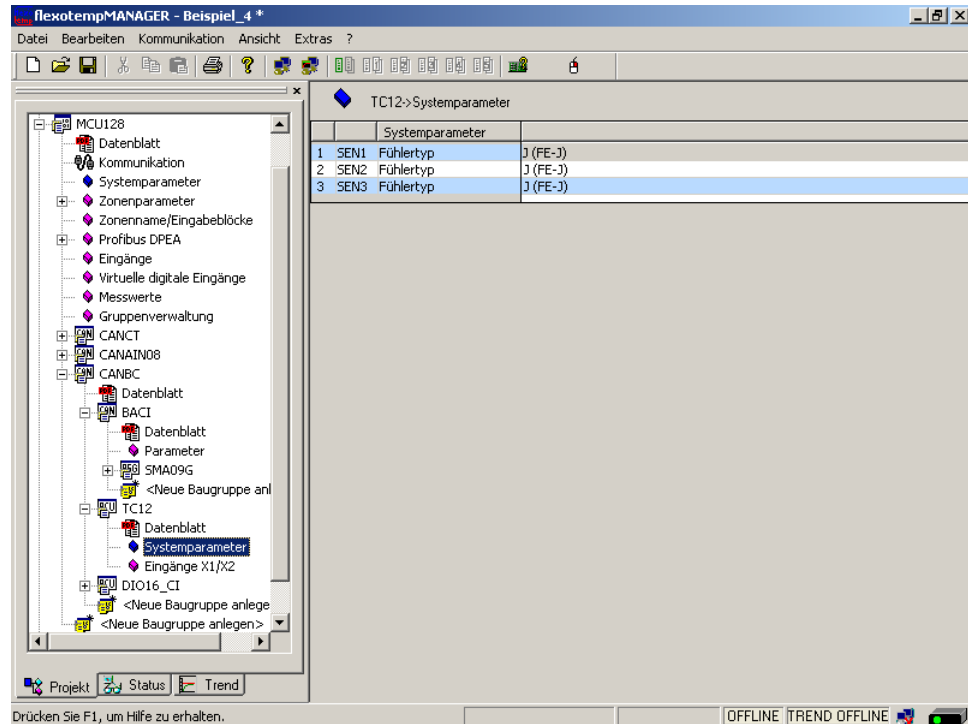 flexotempMANAGER - Beispiel_4 *
Datei Bearbeiten Kommunikation Ansicht Extras ?
TC12->Systemparameter
MCU128
Datenblatt
Kommunikation
Systemparameter
Zonenparameter
Zonenname/Eingabeblöcke
Profibus DPEA
Eingänge
Virtuelle digitale Eingänge
Messwerte
Gruppenverwaltung
CANCT
CANAIN08
CANBC
Datenblatt
BACI
Datenblatt
Parameter
SMA09G
<Neue Baugruppe anl
TC12
Datenblatt
Systemparameter
Eingänge X1/X2
DIO16_CI
<Neue Baugruppe anlege
<Neue Baugruppe anlegen>
Systemparameter
1 SEN1 Fühlertyp J (FE-J)
2 SEN2 Fühlertyp J (FE-J)
3 SEN3 Fühlertyp J (FE-J)
Projekt Status Trend
Drücken Sie F1, um Hilfe zu erhalten. OFFLINE TREND OFFLINE